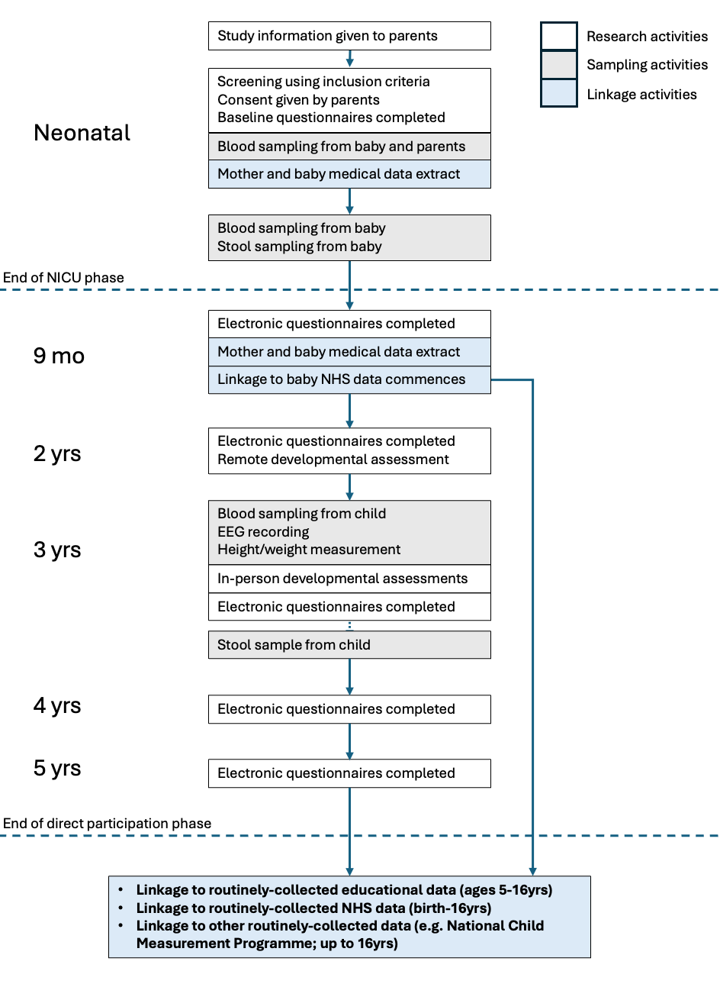 Study information given to parents
Research activities
Sampling activities
Linkage activities
Neonatal
Screening using inclusion criteria
Consent given by parents
Baseline questionnaires completed
Blood sampling from baby and parents
Mother and baby medical data extract
Blood sampling from baby
Stool sampling from baby
End of NICU phase
9 mo
Electronic questionnaires completed
Mother and baby medical data extract
Linkage to baby NHS data commences
2 yrs
Electronic questionnaires completed
Remote developmental assessment
3 yrs
Blood sampling from child
EEG recording
Height/weight measurement
In-person developmental assessments
Electronic questionnaires completed
Stool sample from child
4 yrs
Electronic questionnaires completed
5 yrs
Electronic questionnaires completed
End of direct participation phase
• Linkage to routinely-collected educational data (ages 5-16yrs)
• Linkage to routinely-collected NHS data (birth-16yrs)
• Linkage to other routinely-collected data (e.g. National Child
Measurement Programme; up to 16yrs)